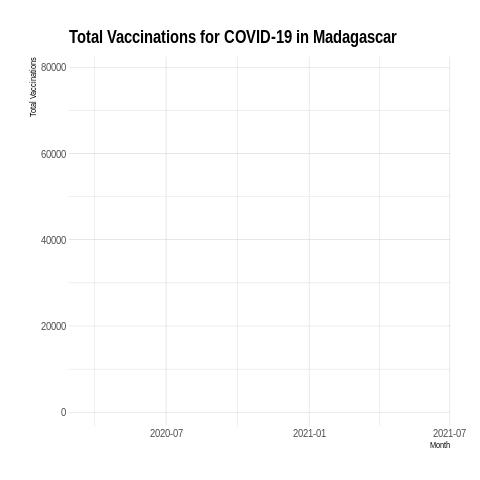 Total Vaccinations for COVID-19 in Madagascar
Total Vaccinations
80000
60000
40000
20000
0
2020-07 2021-01 2021-07
Month